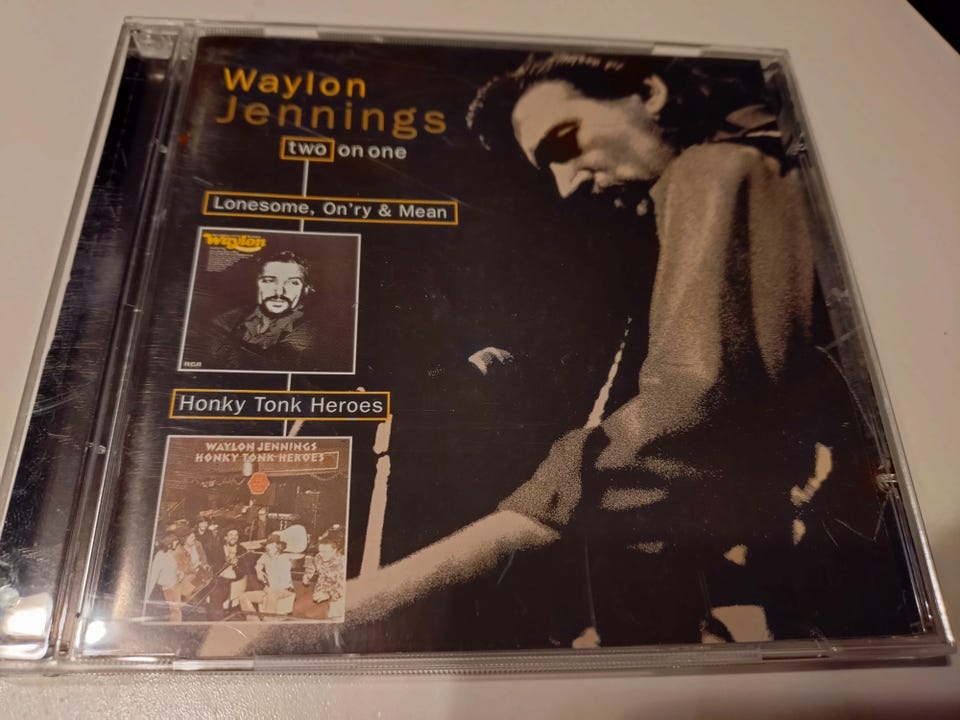 Waylon
Jennings
two on one
Lonesome, On'ry & Mean
Waylon
RCA
Honky Tonk Heroes
WAYLON JENNINGS
HONKY TONK HEROES